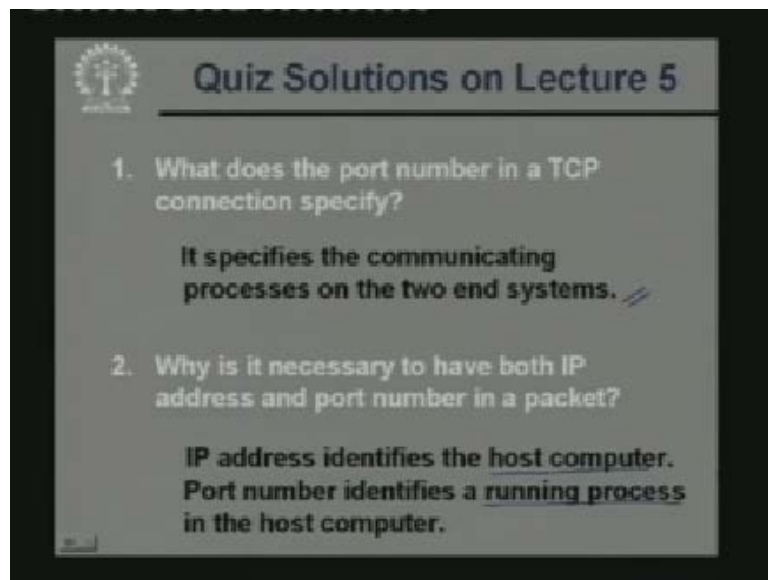 Quiz Solutions on Lecture 5
1. What does the port number in a TCP
connection specify?
It specifies the communicating
processes on the two end systems.
2. Why is it necessary to have both IP
address and port number in a packet?
IP address identifies the host computer.
Port number identifies a running process
in the host computer.